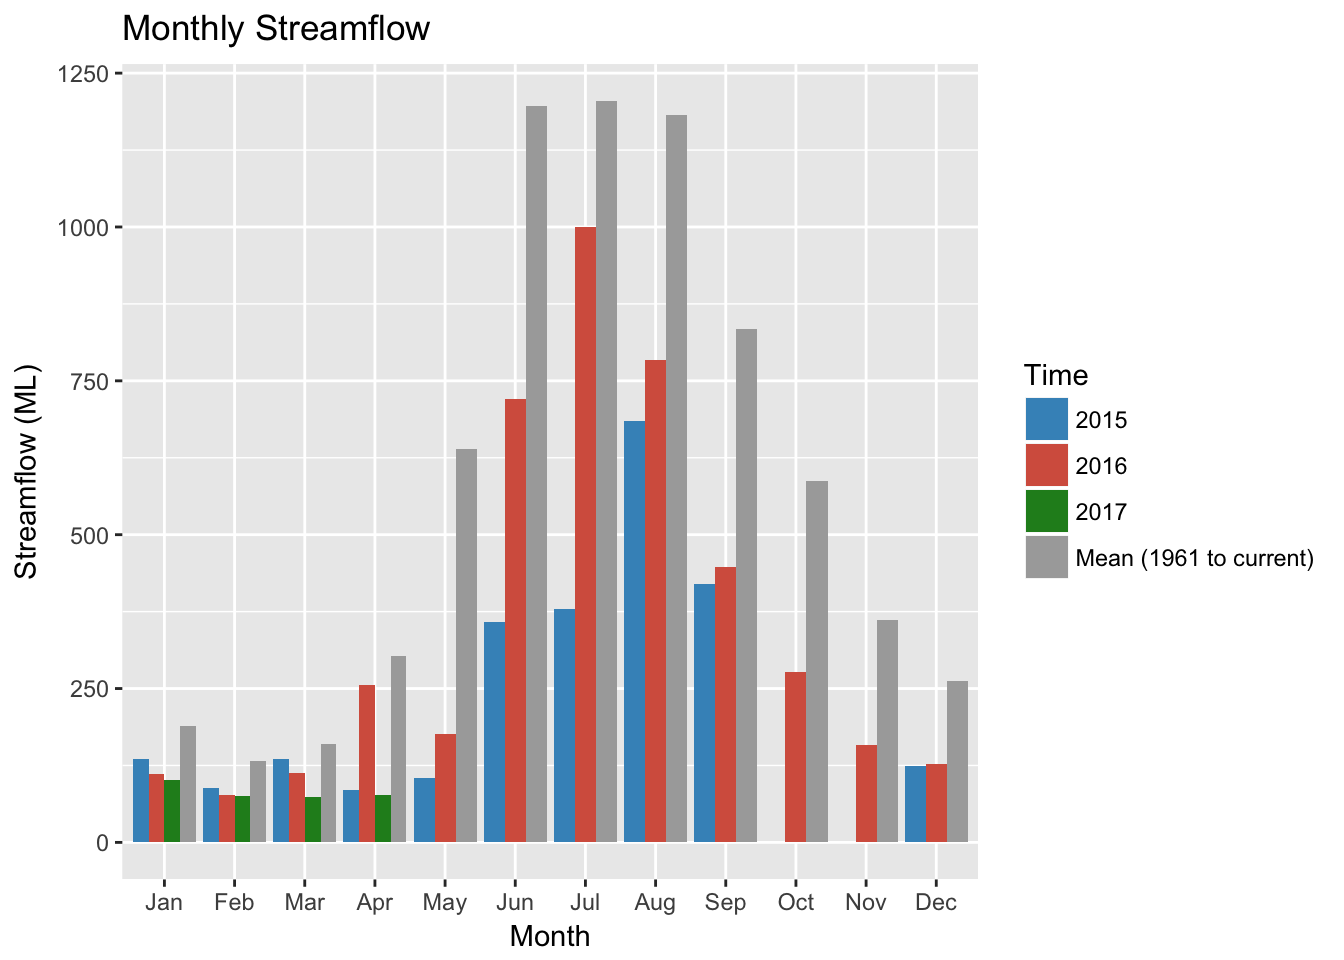 Monthly Streamflow
1250
1000
750
500
250
0
Streamflow (ML)
Jan Feb Mar Apr May Jun Jul Aug Sep Oct Nov Dec
Month
Time
2015
2016
2017
Mean (1961 to current)